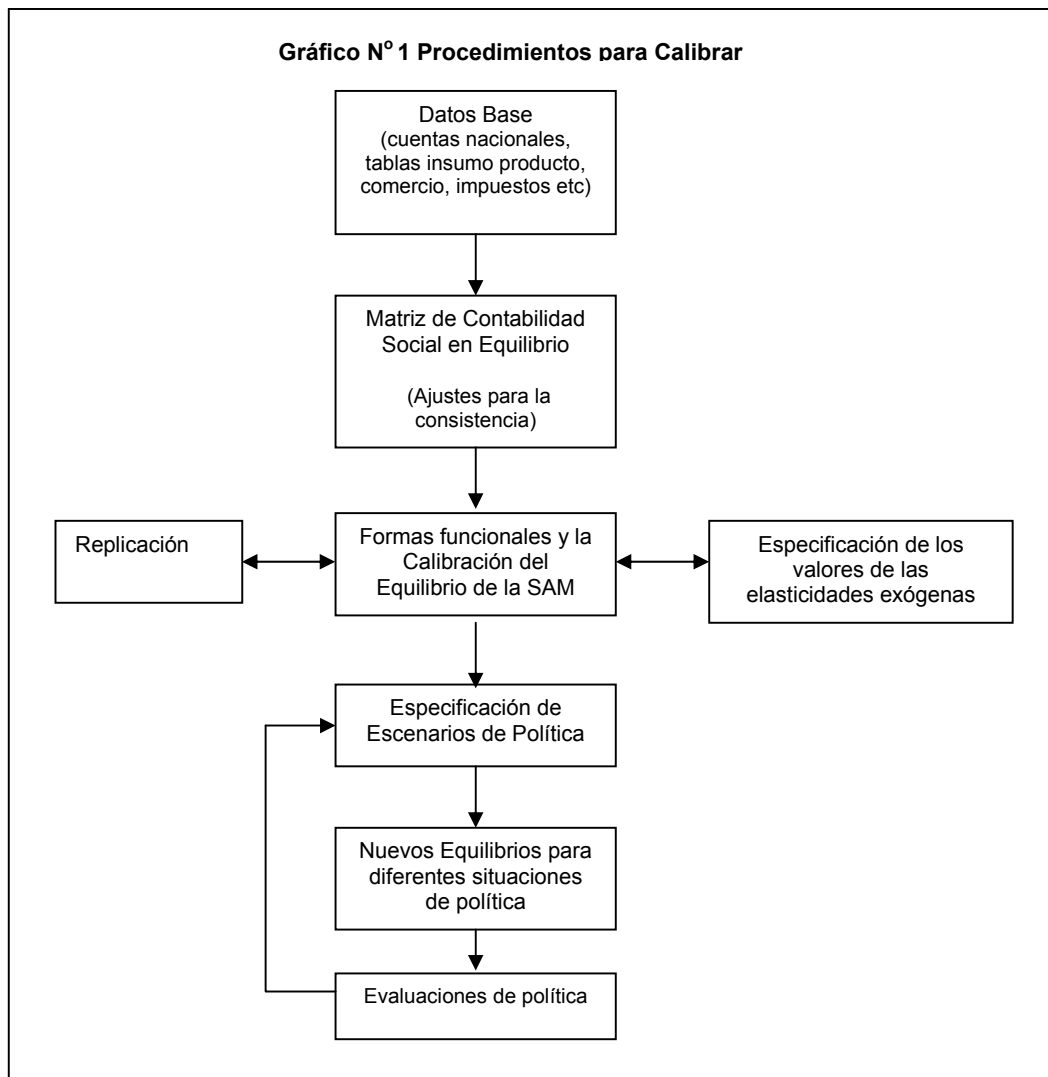 Gráfico Nº 1 Procedimientos para Calibrar
Datos Base
(cuentas nacionales,
tablas insumo producto,
comercio, impuestos etc)
Matriz de Contabilidad
Social en Equilibrio
(Ajustes para la
consistencia)
Replicación
Formas funcionales y la
Calibración del
Equilibrio de la SAM
Especificación de los
valores de las
elasticidades exógenas
Especificación de
Escenarios de Política
Nuevos Equilibrios para
diferentes situaciones
de política
Evaluaciones de política